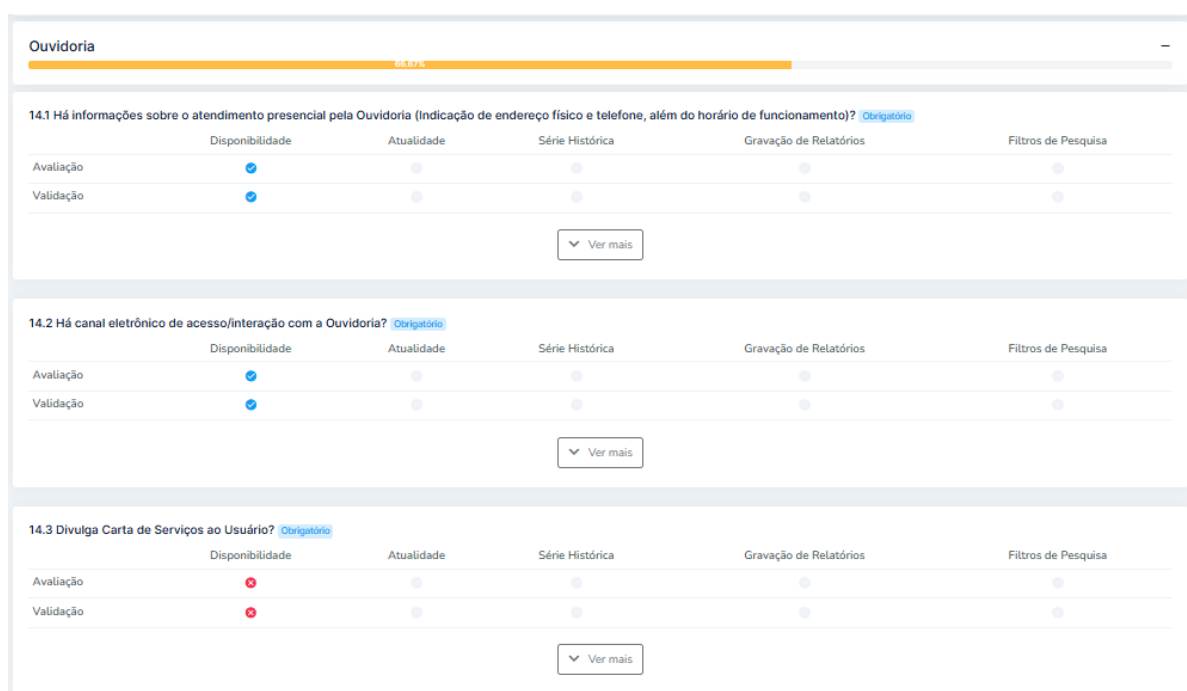 Ouvidoria
66.67%
14.1 Há informações sobre o atendimento presencial pela Ouvidoria (Indicação de endereço físico e telefone, além do horário de funcionamento)? Obrigatório
Disponibilidade Atualidade Série Histórica Gravação de Relatórios Filtros de Pesquisa
Avaliação
Validação
Ver mais
14.2 Há canal eletrônico de acesso/interação com a Ouvidoria? Obrigatório
Disponibilidade Atualidade Série Histórica Gravação de Relatórios Filtros de Pesquisa
Avaliação
Validação
Ver mais
14.3 Divulga Carta de Serviços ao Usuário? Obrigatório
Disponibilidade Atualidade Série Histórica Gravação de Relatórios Filtros de Pesquisa
Avaliação
Validação
Ver mais